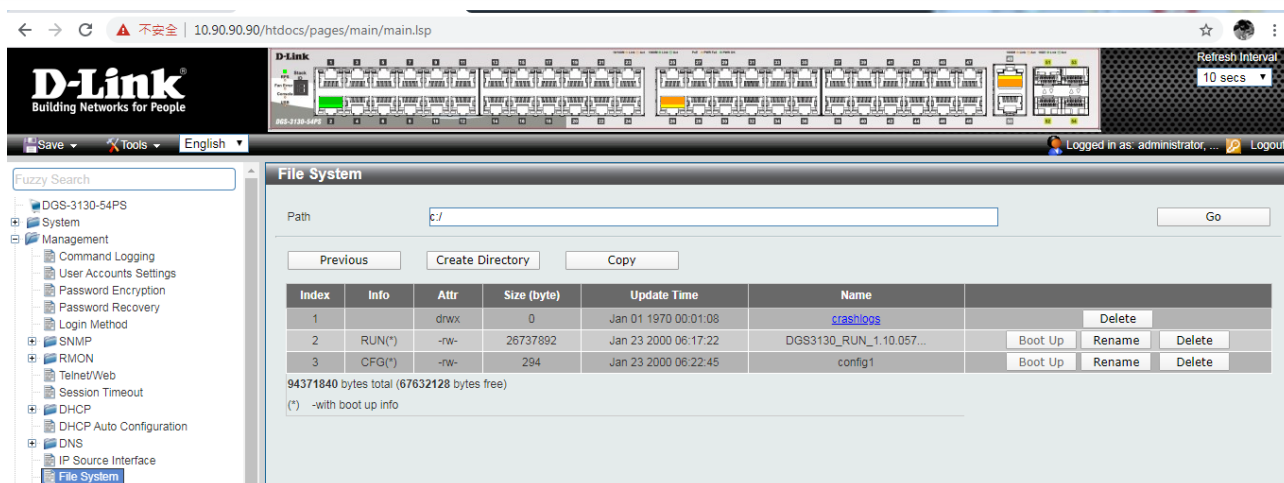 不安全 | 10.90.90.90/htdocs/pages/main/main.lsp
D-Link
Building Networks for People
D-Link
DGS-3130-54PS
Refresh Interval
10 secs
Save
Tools
English
Logged in as: administrator, ...
Logout
Fuzzy Search
DGS-3130-54PS
System
Management
Command Logging
User Accounts Settings
Password Encryption
Password Recovery
Login Method
SNMP
RMON
Telnet/Web
Session Timeout
DHCP
DHCP Auto Configuration
DNS
IP Source Interface
File System
File System
Path c:/ Go
Previous Create Directory Copy
Index Info Attr Size (byte) Update Time Name
1 drwx 0 Jan 01 1970 00:01:08 crashlogs Delete
2 RUN(*) -rw- 26737892 Jan 23 2000 06:17:22 DGS3130_RUN_1.10.057... Boot Up Rename Delete
3 CFG(*) -rw- 294 Jan 23 2000 06:22:45 config1 Boot Up Rename Delete
94371840 bytes total (67632128 bytes free)
(*) -with boot up info